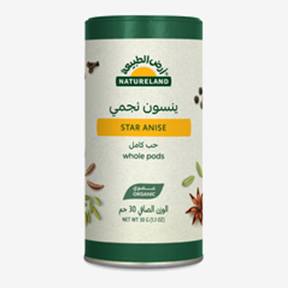 أرض الطبيعة
NATURELAND
ينسون نجمي
STAR ANISE
حب كامل
whole pods
عضوي
ORGANIC
الوزن الصافي 30 جم
NET WT 30 G (1.1 OZ)